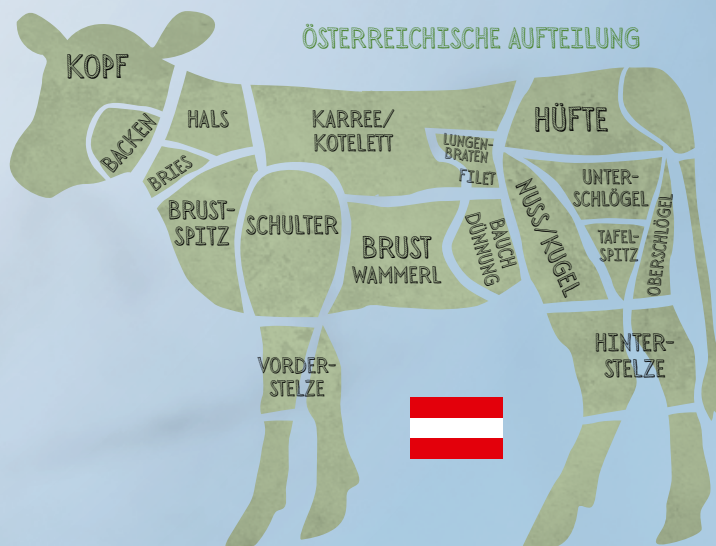 ÖSTERREICHISCHE AUFTEILUNG
KOPF
BACKEN
HALS
BRIES
KARREE/
KOTELETT
LUNGEN-
BRATEN
FILET
HÜFTE
BRUST-
SPITZ
SCHULTER
BRUST
WAMMERL
BAUCH
DÜNNUNG
NUSS/KUGEL
UNTER-
SCHLÖGEL
TAFEL-
SPITZ
OBERSCHLÖGEL
VORDER-
STELZE
HINTER-
STELZE